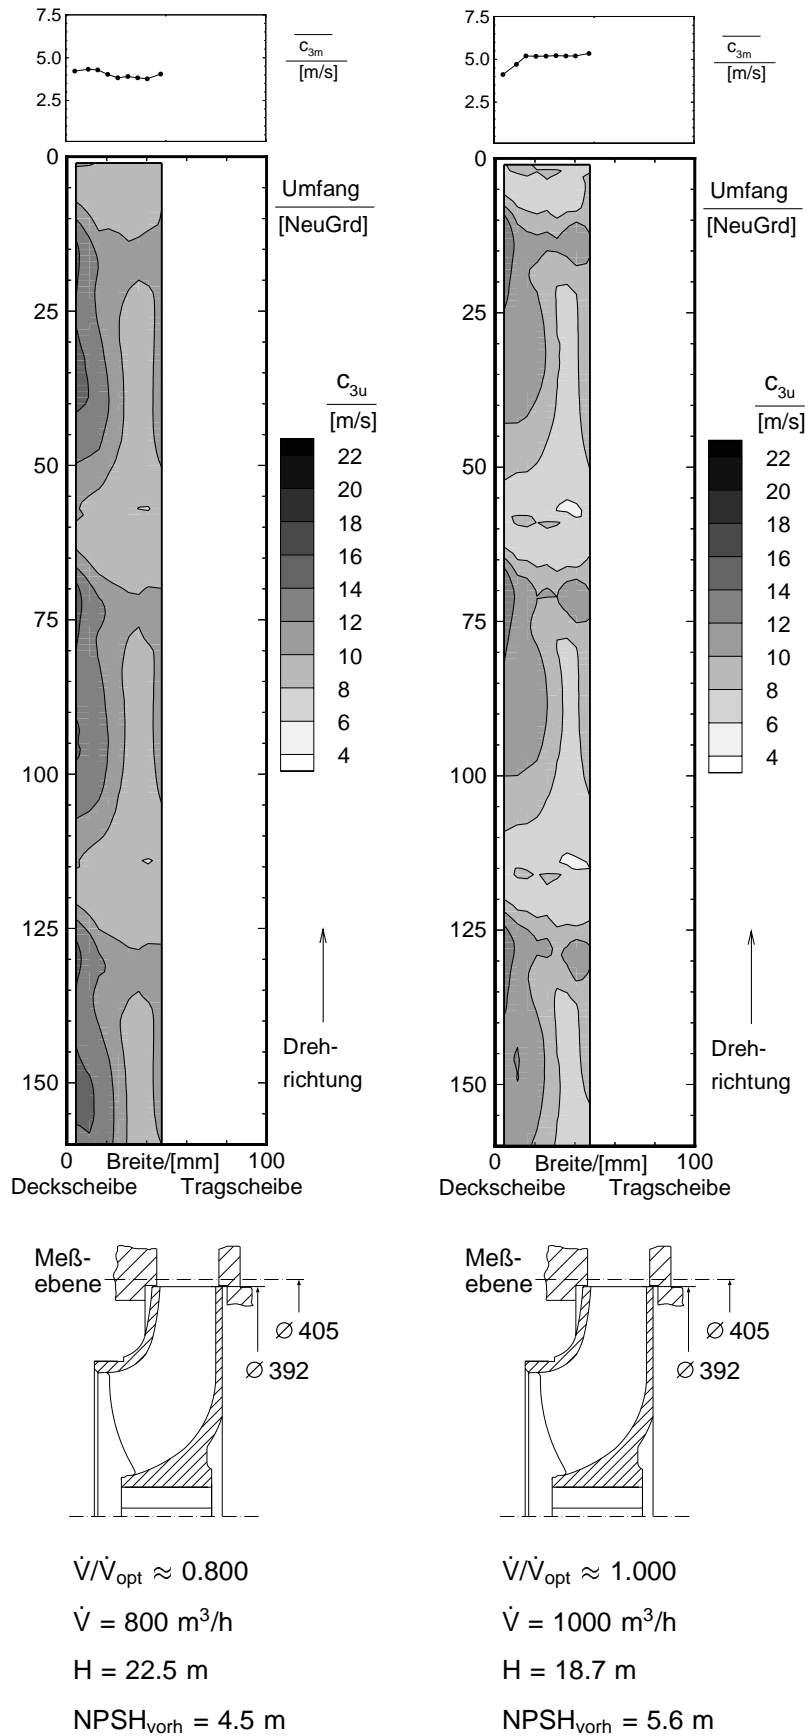 7.5
5.0
2.5
c3m
[m/s]
0
25
50
75
100
125
150
Umfang
[NeuGrd]
c3u
[m/s]
22
20
18
16
14
12
10
8
6
4
Dreh-
richtung
0 Breite/[mm] 100
Deckscheibe Tragscheibe
Meß-
ebene
∅ 405
∅ 392
V̇/V̇opt ≈ 0.800
V̇ = 800 m³/h
H = 22.5 m
NPSHvorh = 4.5 m
7.5
5.0
2.5
c3m
[m/s]
0
25
50
75
100
125
150
Umfang
[NeuGrd]
c3u
[m/s]
22
20
18
16
14
12
10
8
6
4
Dreh-
richtung
0 Breite/[mm] 100
Deckscheibe Tragscheibe
Meß-
ebene
∅ 405
∅ 392
V̇/V̇opt ≈ 1.000
V̇ = 1000 m³/h
H = 18.7 m
NPSHvorh = 5.6 m